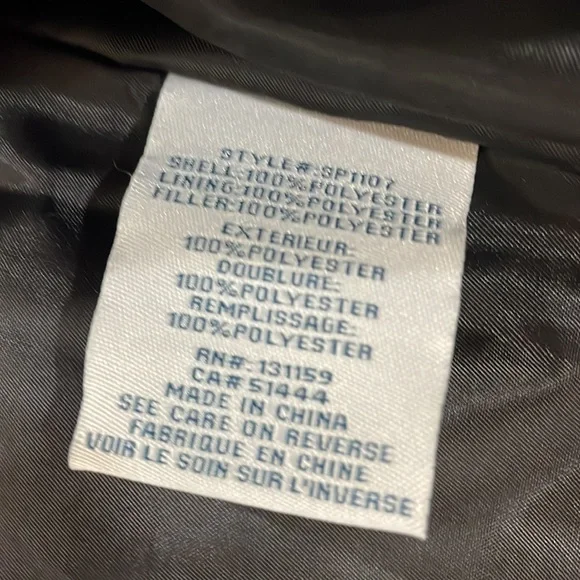 STYLE#:SP1107
SHELL:100%POLYESTER
LINING:100%POLYESTER
FILLER:100%POLYESTER
EXTERIEUR:
100%POLYESTER
DOUBLURE:
100%POLYESTER
REMPLISSAGE:
100%POLYESTER
RN#:131159
CA#51444
MADE IN CHINA
SEE CARE ON REVERSE
FABRIQUE EN CHINE
VOIR LE SOIN SUR L'INVERSE